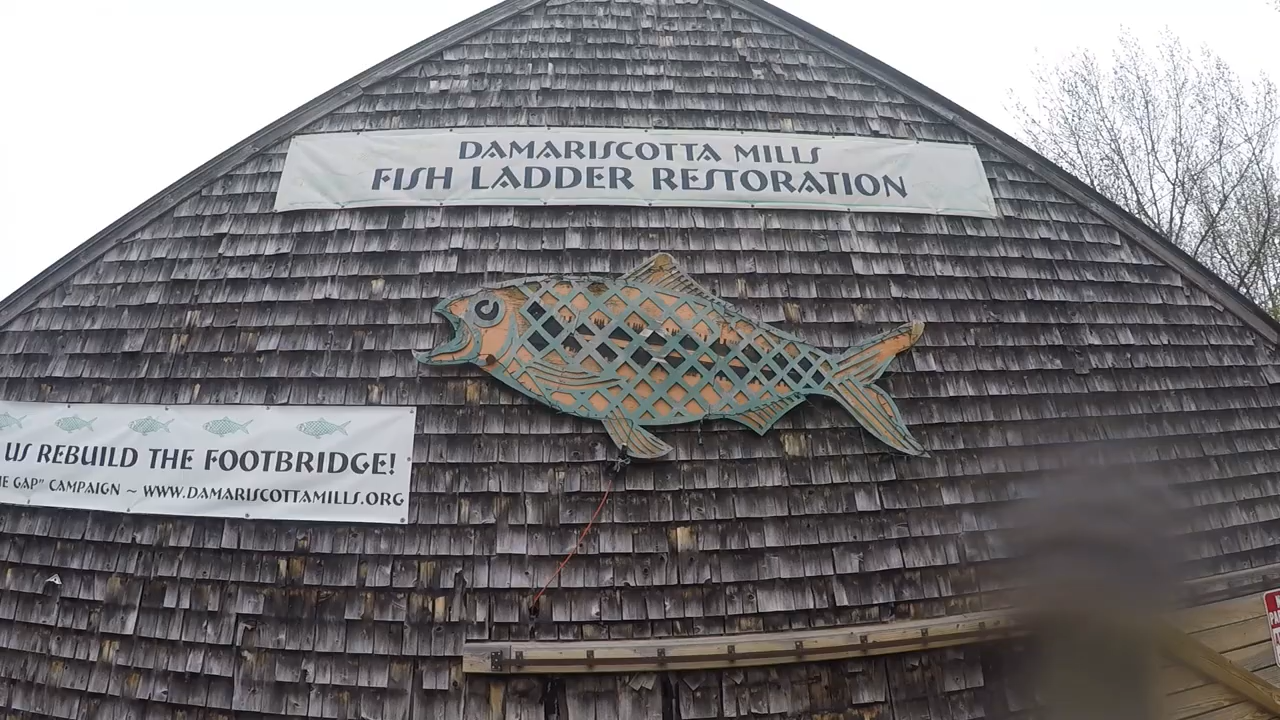 DAMARISCOTTA MILLS
FISH LADDER RESTORATION
US REBUILD THE FOOTBRIDGE!
GAP" CAMPAIGN ~ WWW.DAMARISCOTTAMILLS.ORG